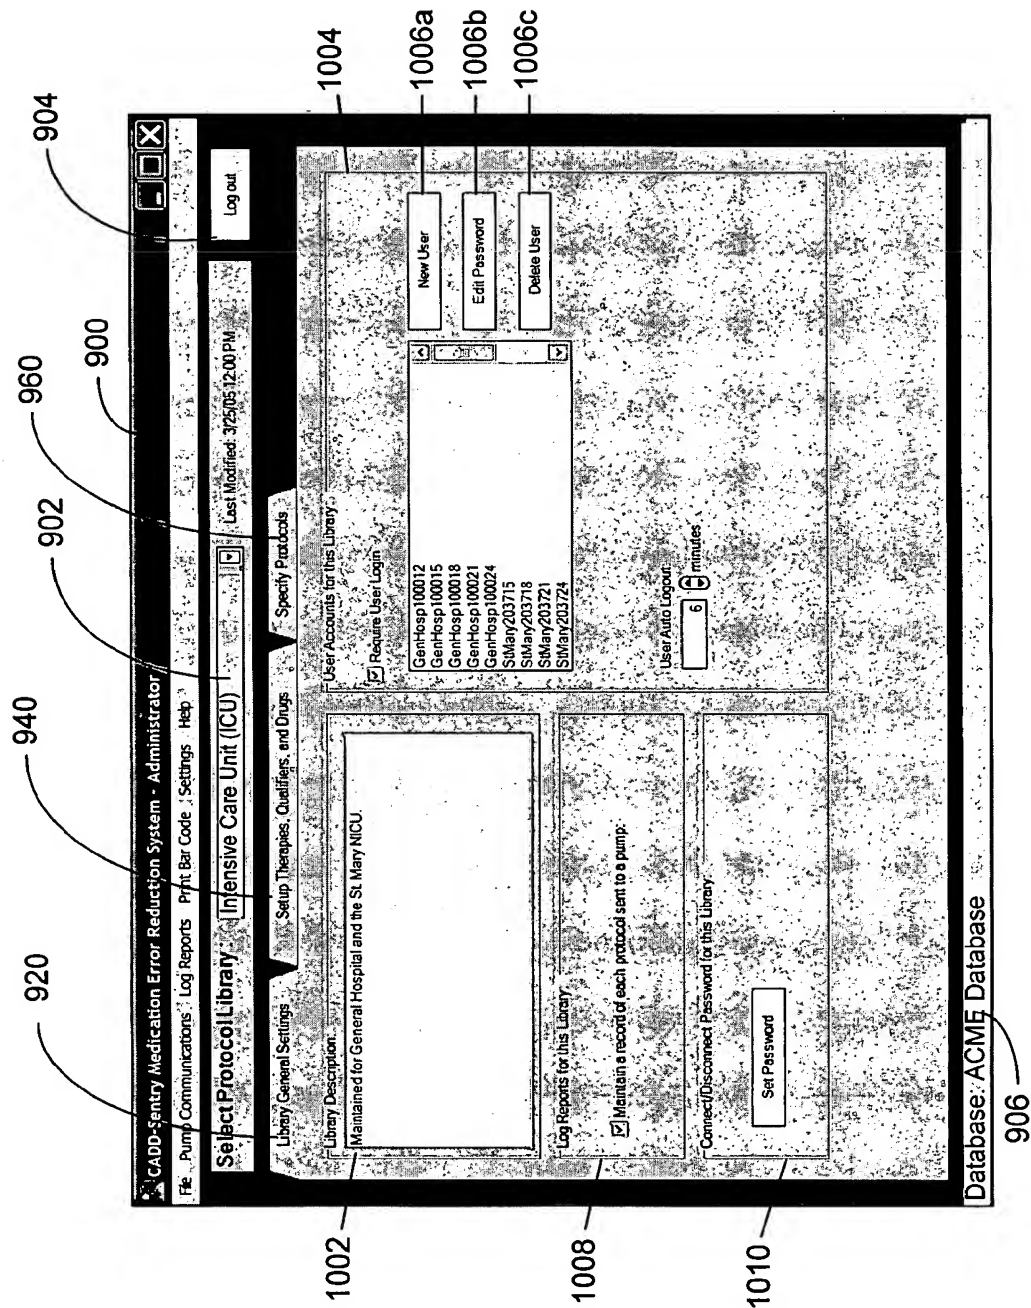 920
940
902
960
900
904
CADD-Sentry Medication Error Reduction System - Administrator
File Pump Communications Log Reports Print Bar Code Settings Help
Select Protocol Library: Intensive Care Unit (ICU) Last Modified: 3/25/05 12:00 PM Log out
Library General Settings Setup Therapies, Qualifiers, and Drugs Specify Protocols
Library Description:
Maintained for General Hospital and the St. Mary NICU.
1002
Log Reports for this Library:
Maintain a record of each protocol sent to a pump:
1008
Connect/Disconnect Password for this Library:
Set Password
1010
User Accounts for this Library:
1004
Require User Login
GenHosp100012
GenHosp100015
GenHosp100018
GenHosp100021
GenHosp100024
StMary203715
StMary203718
StMary203721
StMary203724
New User
1006a
Edit Password
1006b
Delete User
1006c
User Auto Logout:
6 minutes
Database: ACME Database
906